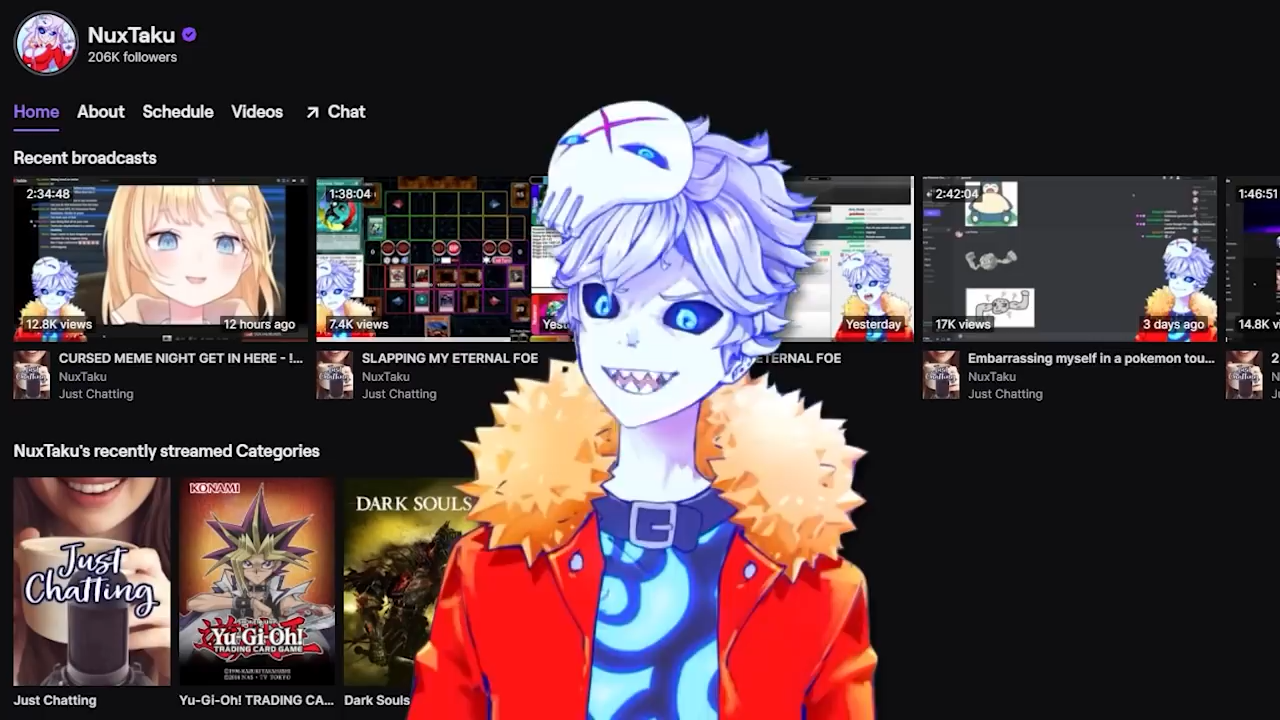 NuxTaku
206K followers
Home
About
Schedule
Videos
Chat
Recent broadcasts
2:34:48
1:38:04
2:42:04
1:46:51
12.8K views
12 hours ago
7.4K views
Yest
Yesterday
17K views
3 days ago
14.8K v
CURSED MEME NIGHT GET IN HERE - !...
NuxTaku
Just Chatting
SLAPPING MY ETERNAL FOE
NuxTaku
Just Chatting
ETERNAL FOE
Embarrassing myself in a pokemon tou...
NuxTaku
Just Chatting
NuxTaku's recently streamed Categories
Just
Chatting
KONAMI
Yu-Gi-Oh!
TRADING CARD GAME
DARK SOULS
Just Chatting
Yu-Gi-Oh! TRADING CA...
Dark Souls